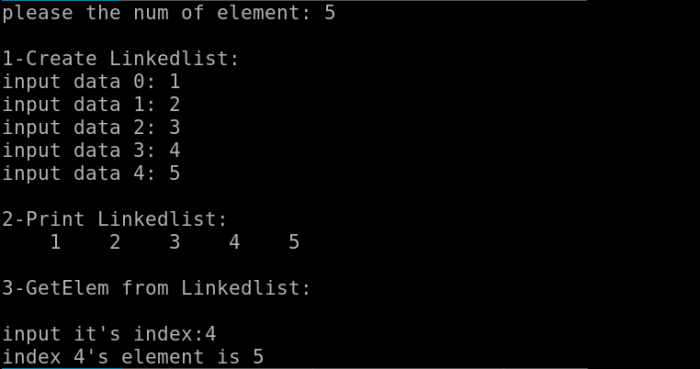 please the num of element: 5
1-Create Linkedlist:
input data 0: 1
input data 1: 2
input data 2: 3
input data 3: 4
input data 4: 5
2-Print Linkedlist:
1 2 3 4 5
3-GetElem from Linkedlist:
input it's index:4
index 4's element is 5